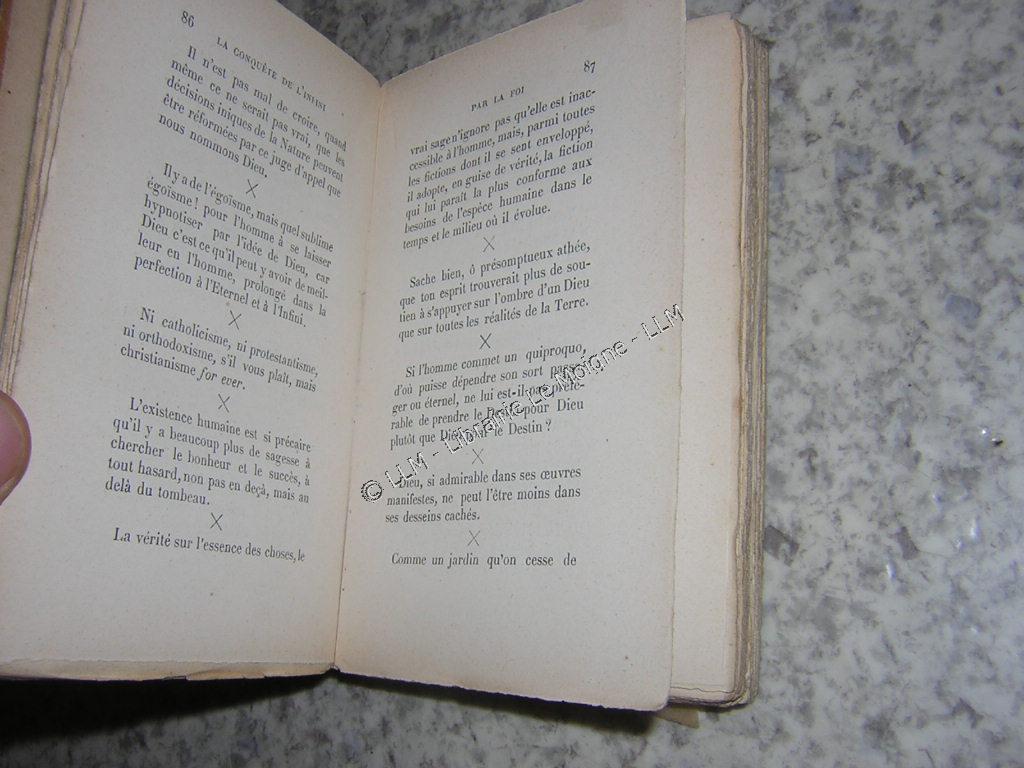 86
LA CONQUÊTE DE L'INFINI
Il n'est pas mal de croire, quand
même ce ne serait pas vrai, que les
décisions iniques de la Nature peuvent
être réformées par ce juge d'appel que
nous nommons Dieu.
X
Il y a de l'égoïsme, mais quel sublime
égoïsme! pour l'homme à se laisser
hypnotiser par l'idée de Dieu, car
Dieu c'est ce qu'il peut y avoir de meil-
leur en l'homme, prolongé dans la
perfection à l'Eternel et à l'Infini.
X
Ni catholicisme, ni protestantisme,
ni orthodoxisme, s'il vous plaît, mais
christianisme for ever.
X
L'existence humaine est si précaire
qu'il y a beaucoup plus de sagesse à
chercher le bonheur et le succès, à
tout hasard, non pas en deçà, mais au
delà du tombeau.
X
La vérité sur l'essence des choses, le
87
PAR LA FOI
vrai sage n'ignore pas qu'elle est inac-
cessible à l'homme, mais, parmi toutes
les fictions dont il se sent enveloppé,
il adopte, en guise de vérité, la fiction
qui lui paraît la plus conforme aux
besoins de l'espèce humaine dans le
temps et le milieu où il évolue.
X
Sache bien, ô présomptueux athée,
que ton esprit trouverait plus de sou-
tien à s'appuyer sur l'ombre d'un Dieu
que sur toutes les réalités de la Terre.
X
Si l'homme commet un quiproquo,
d'où puisse dépendre son sort
ger ou éternel, ne lui est-il pas préfé-
rable de prendre le Destin pour Dieu
plutôt que Dieu pour le Destin ?
X
Dieu, si admirable dans ses œuvres
manifestes, ne peut l'être moins dans
ses desseins cachés.
X
Comme un jardin qu'on cesse de
© LLM - Librairie Le Moigne - LLM